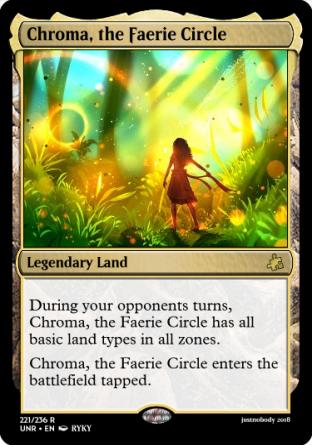 Chroma, the Faerie Circle
Legendary Land
During your opponents turns,
Chroma, the Faerie Circle has all
basic land types in all zones.
Chroma, the Faerie Circle enters the
battlefield tapped.
221/236 R
UNR • EN RYKY
justnobody 2018